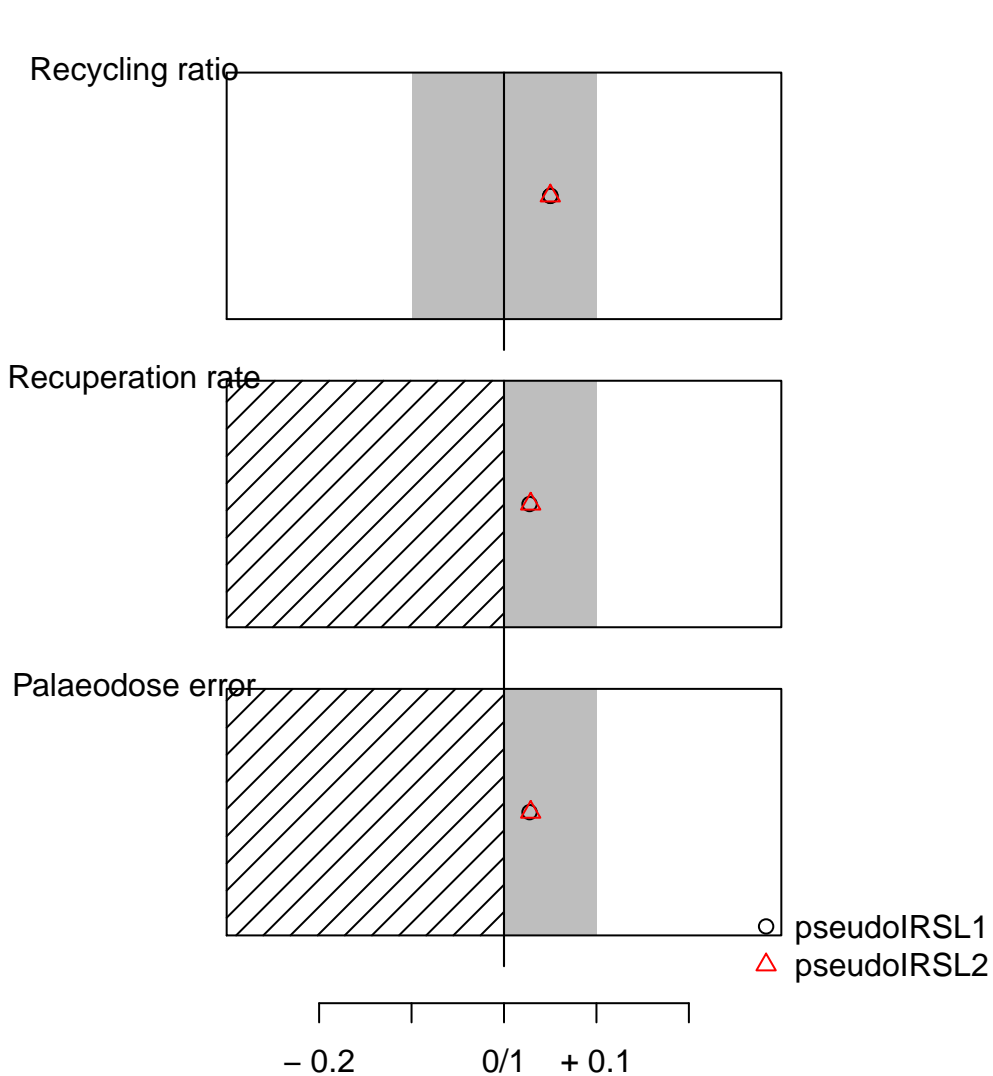 Recycling ratio
Recuperation rate
Palaeodose error
pseudoIRSL1
pseudoIRSL2
− 0.2 0/1 + 0.1